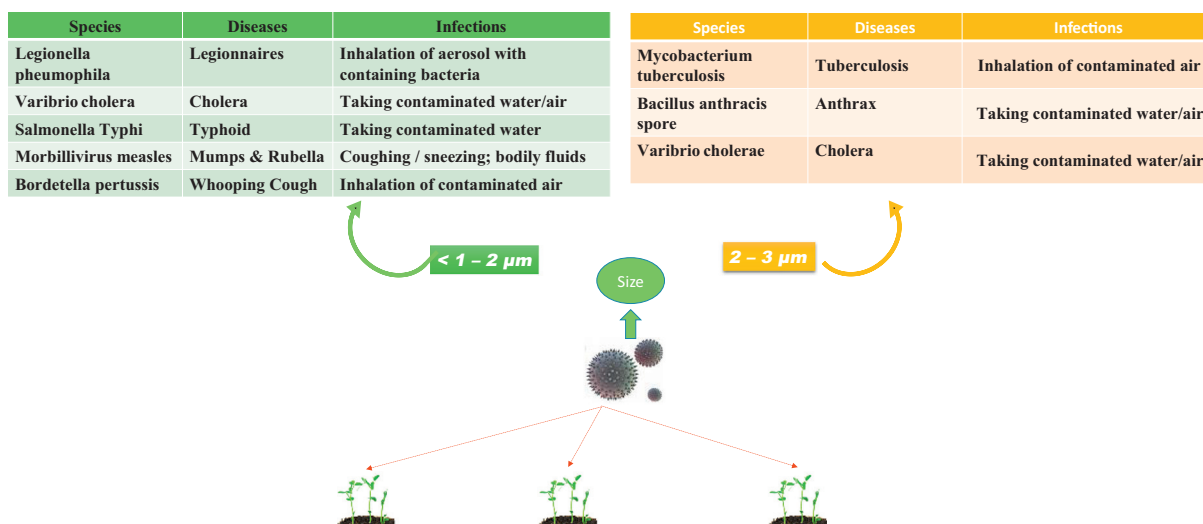 Species Diseases Infections
Legionella Legionnaires Inhalation of aerosol with
pheumophila containing bacteria
Varibrio cholera Cholera Taking contaminated water/air
Salmonella Typhi Typhoid Taking contaminated water
Morbillivirus measles Mumps & Rubella Coughing / sneezing; bodily fluids
Bordetella pertussis Whooping Cough Inhalation of contaminated air
Species Diseases Infections
Mycobacterium Tuberculosis Inhalation of contaminated air
tuberculosis
Bacillus anthracis Anthrax Taking contaminated water/air
spore
Varibrio cholerae Cholera Taking contaminated water/air
< 1 – 2 µm
2 – 3 µm
Size